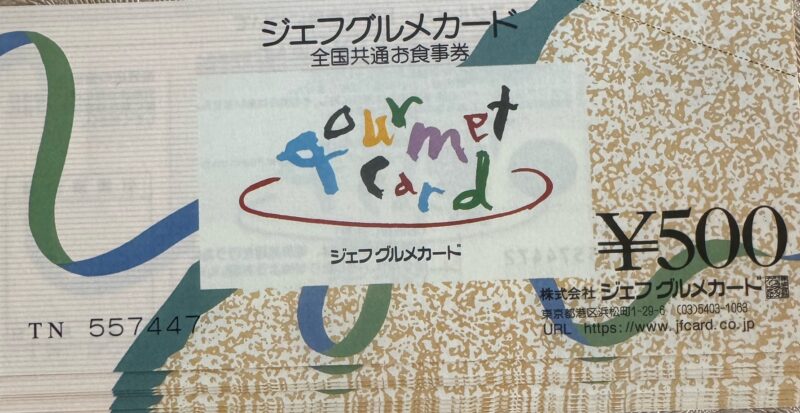 ジェフグルメカード
全国共通お食事券
gourmet
card
ジェフグルメカード
¥500
株式会社 ジェフグルメカード
東京都港区浜松町1-29-6 (03)5403-1063
URL https://www.jfcard.co.jp
TN 557447